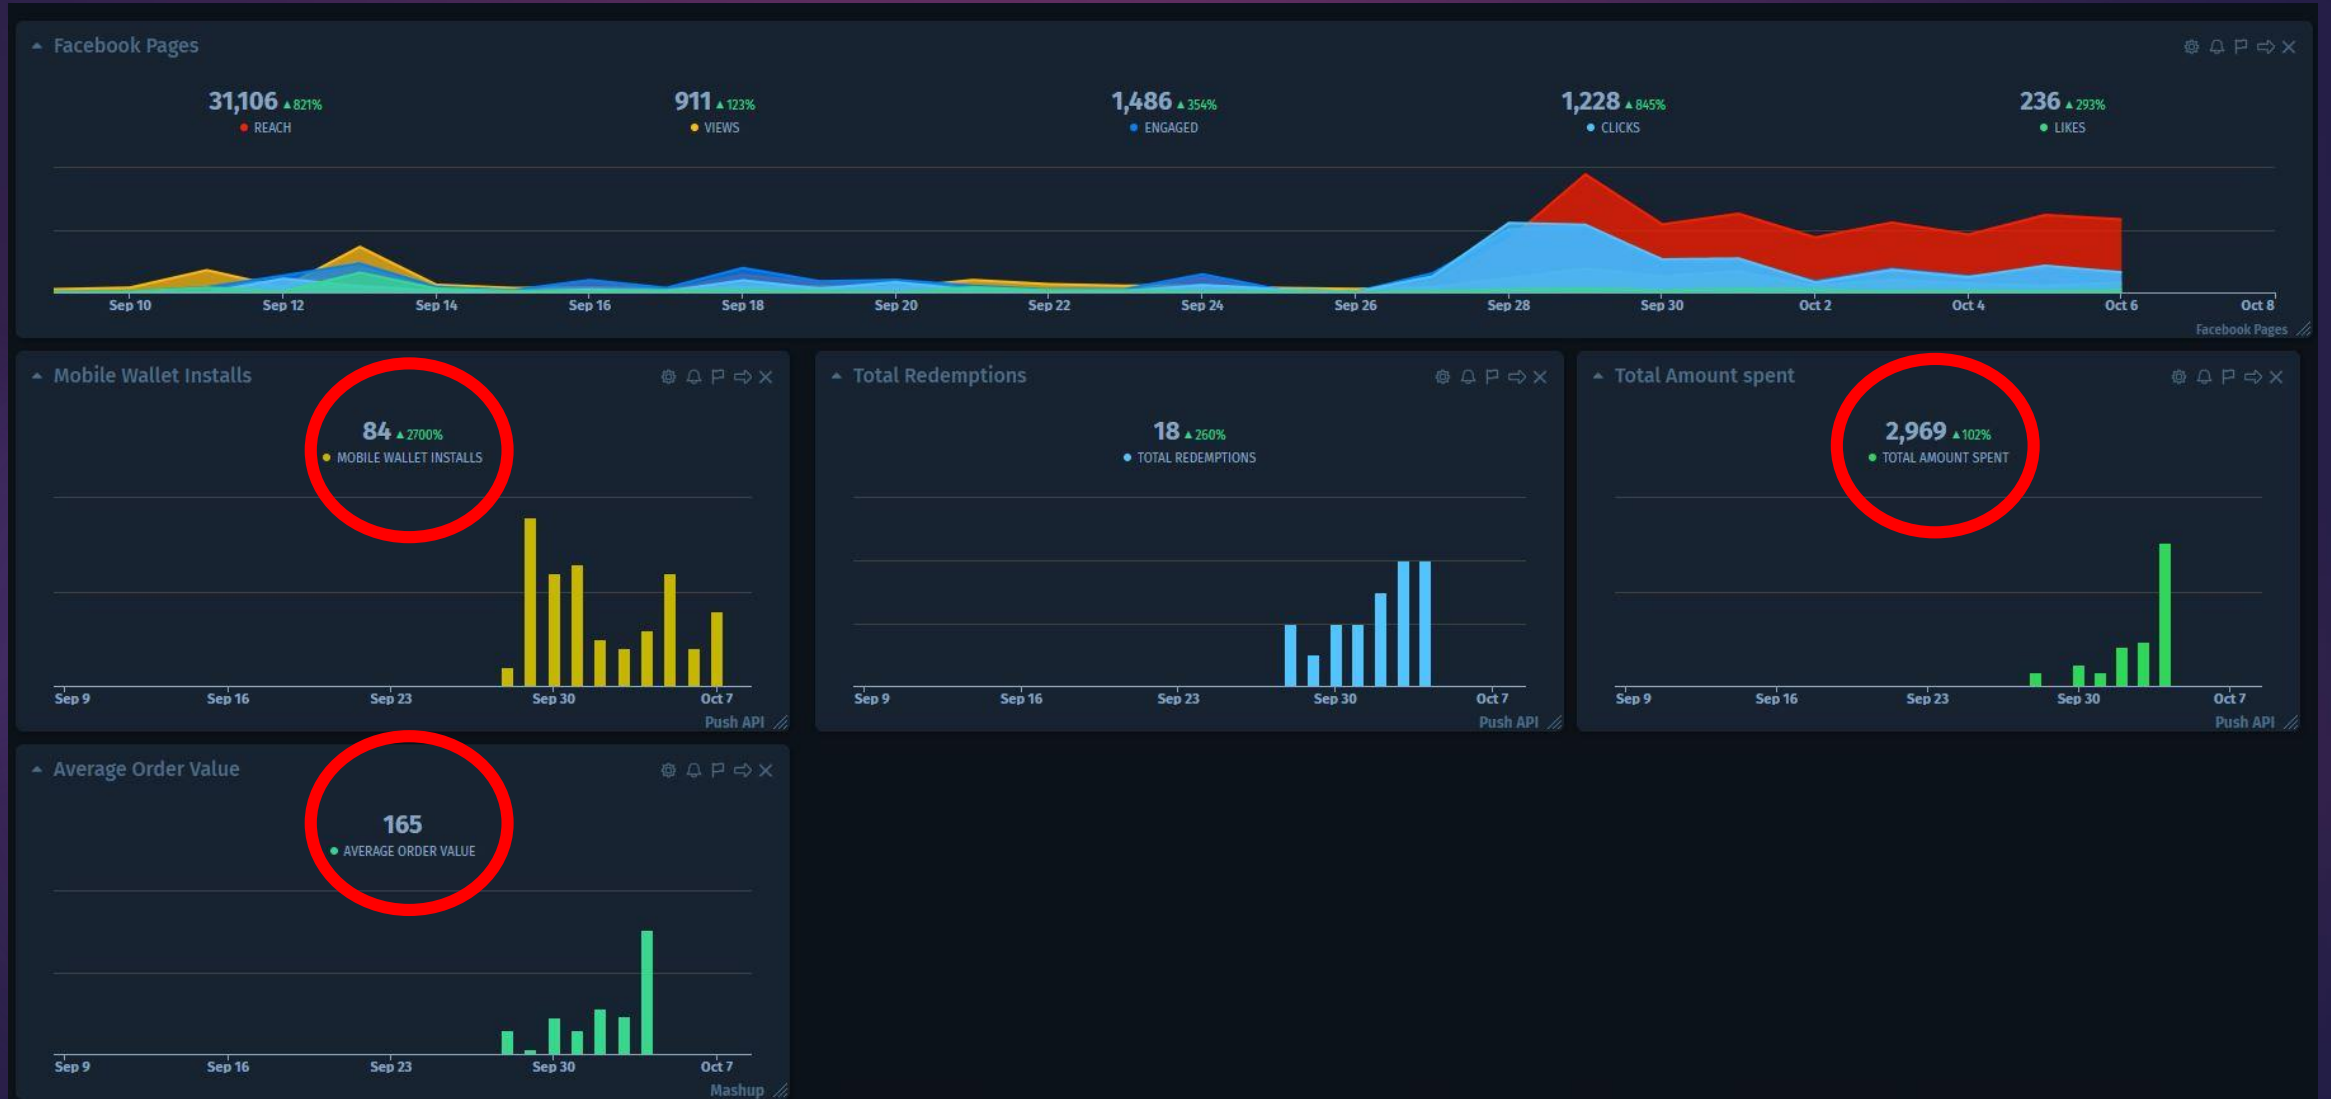 Facebook Pages
31,106 ▲821%
REACH
911 ▲123%
VIEWS
1,486 ▲354%
ENGAGED
1,228 ▲845%
CLICKS
236 ▲293%
LIKES
Sep 10 Sep 12 Sep 14 Sep 16 Sep 18 Sep 20 Sep 22 Sep 24 Sep 26 Sep 28 Sep 30 Oct 2 Oct 4 Oct 6 Oct 8
Facebook Pages
Mobile Wallet Installs
84 ▲2700%
MOBILE WALLET INSTALLS
Sep 9 Sep 16 Sep 23 Sep 30 Oct 7
Push API
Total Redemptions
18 ▲260%
TOTAL REDEMPTIONS
Sep 9 Sep 16 Sep 23 Sep 30 Oct 7
Push API
Total Amount spent
2,969 ▲102%
TOTAL AMOUNT SPENT
Sep 9 Sep 16 Sep 23 Sep 30 Oct 7
Push API
Average Order Value
165
AVERAGE ORDER VALUE
Sep 9 Sep 16 Sep 23 Sep 30 Oct 7
Mashup